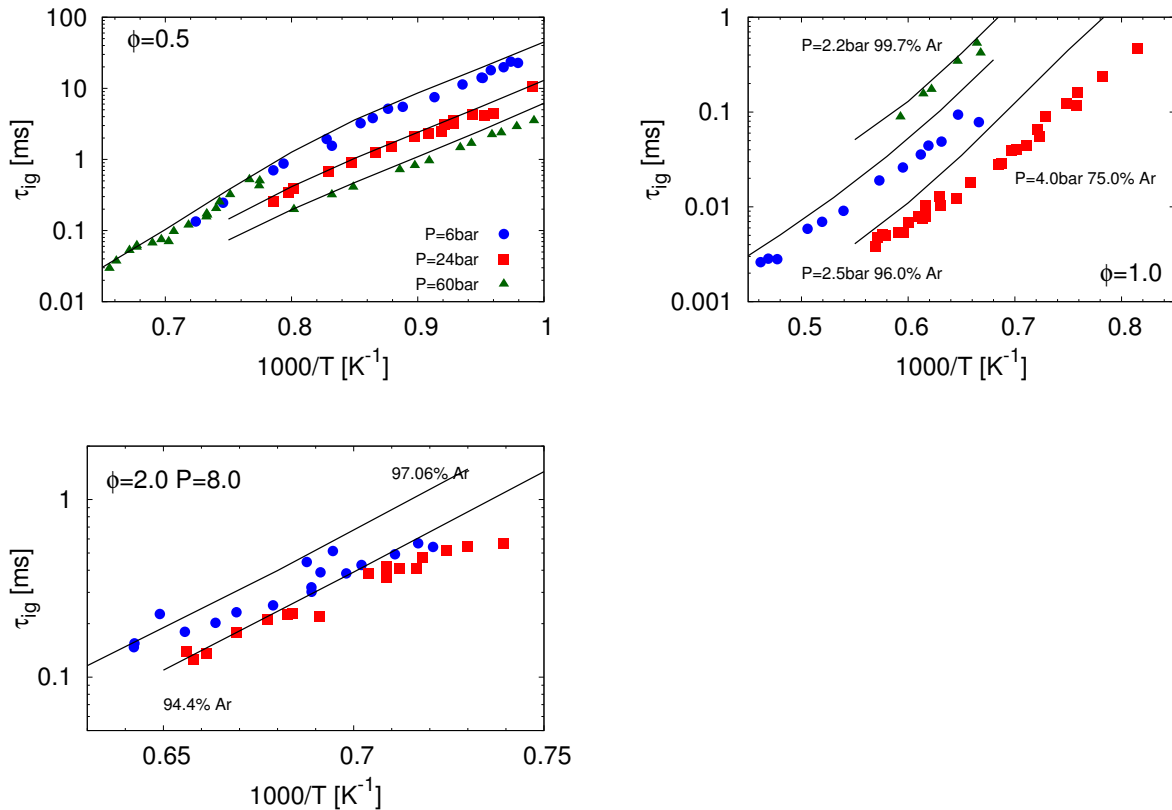 100
10
1
0.1
0.01
τig [ms]
ϕ=0.5
P=6bar
P=24bar
P=60bar
0.7
0.8
0.9
1
1000/T [K-1]
1
0.1
0.01
0.001
τig [ms]
P=2.2bar 99.7% Ar
P=4.0bar 75.0% Ar
P=2.5bar 96.0% Ar
ϕ=1.0
0.5
0.6
0.7
0.8
1000/T [K-1]
1
0.1
τig [ms]
ϕ=2.0 P=8.0
97.06% Ar
94.4% Ar
0.65
0.7
0.75
1000/T [K-1]